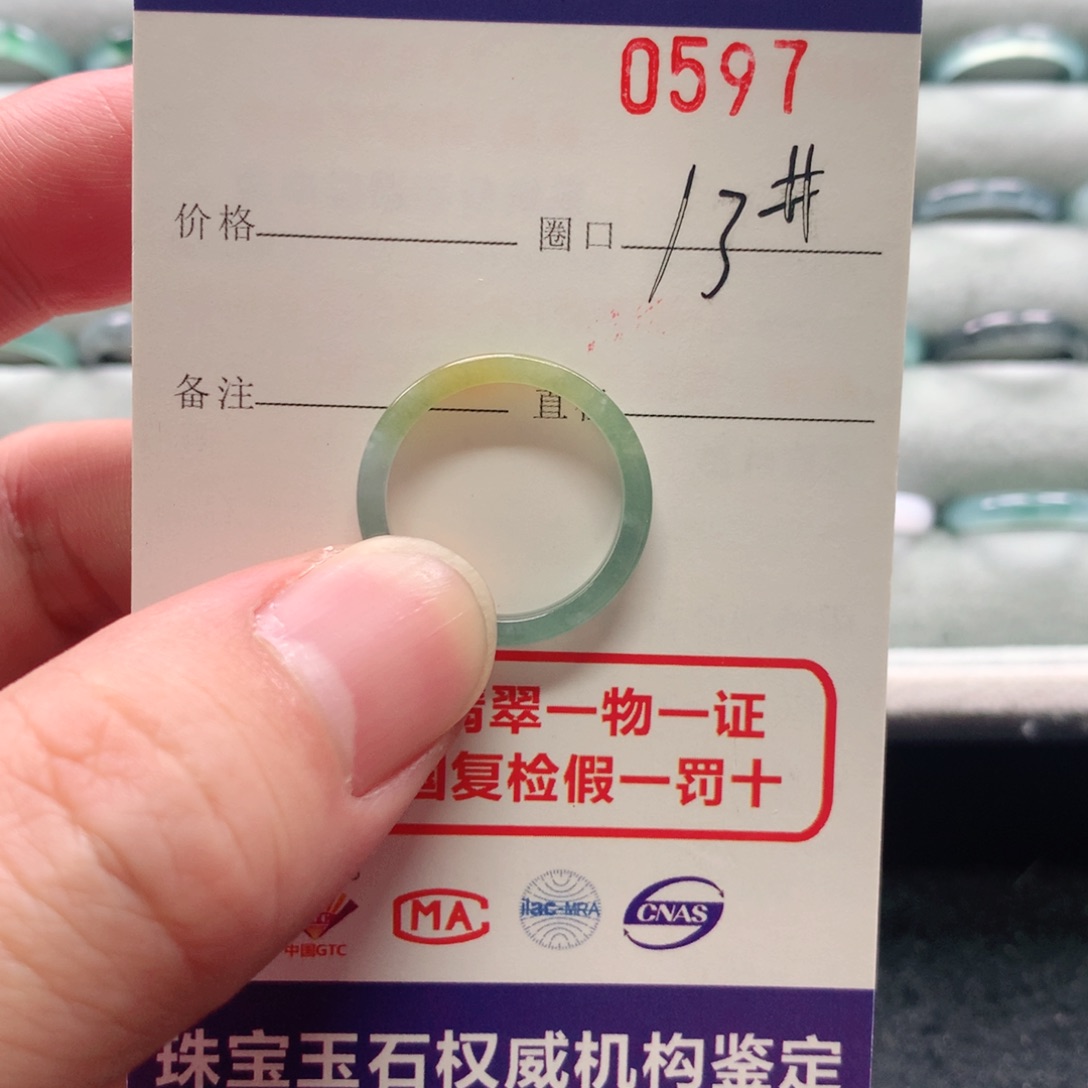 0597
价格 圈口 13#
备注 直
翠一物一证
复检假一罚十
中国GTC MA ilac-MRA CNAS
珠宝玉石权威机构鉴定